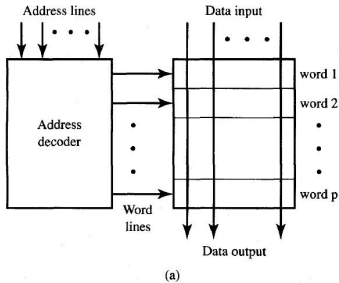 Address lines
Data input
word 1
word 2
Address
decoder
word p
Word
lines
Data output
(a)